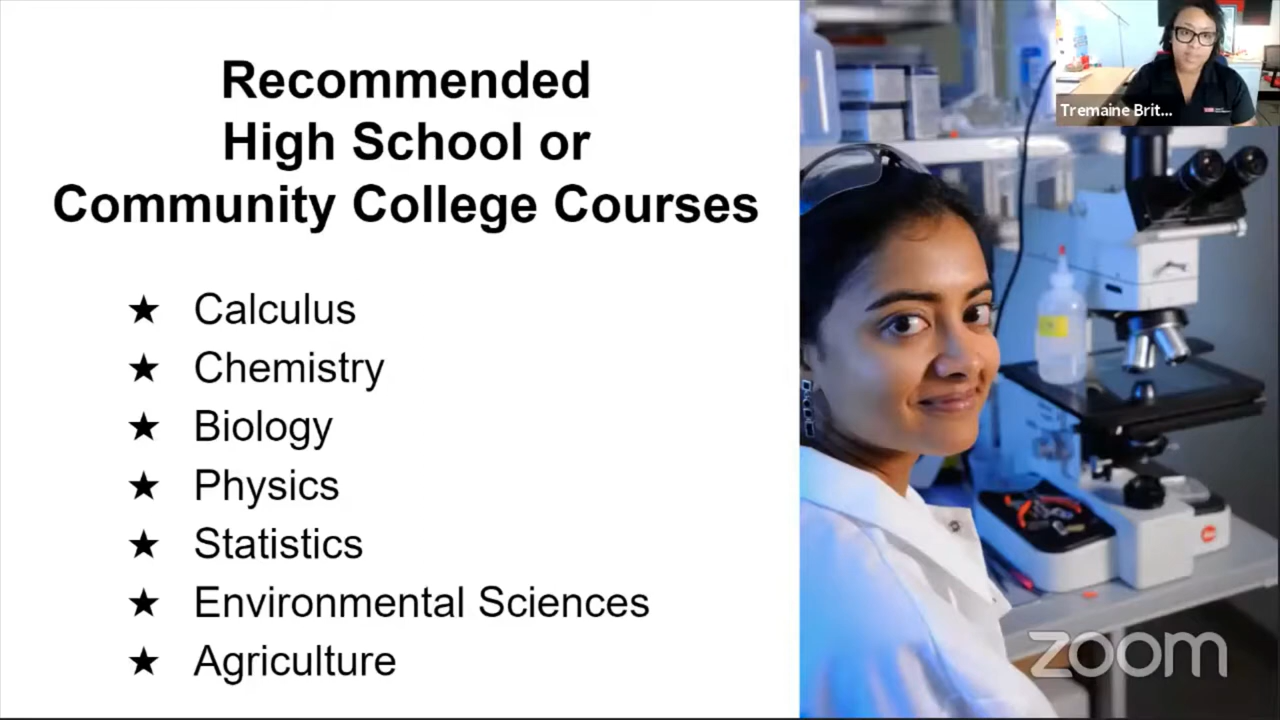 Recommended
High School or
Community College Courses
★ Calculus
★ Chemistry
★ Biology
★ Physics
★ Statistics
★ Environmental Sciences
★ Agriculture
Tremaine Brit...
zoom